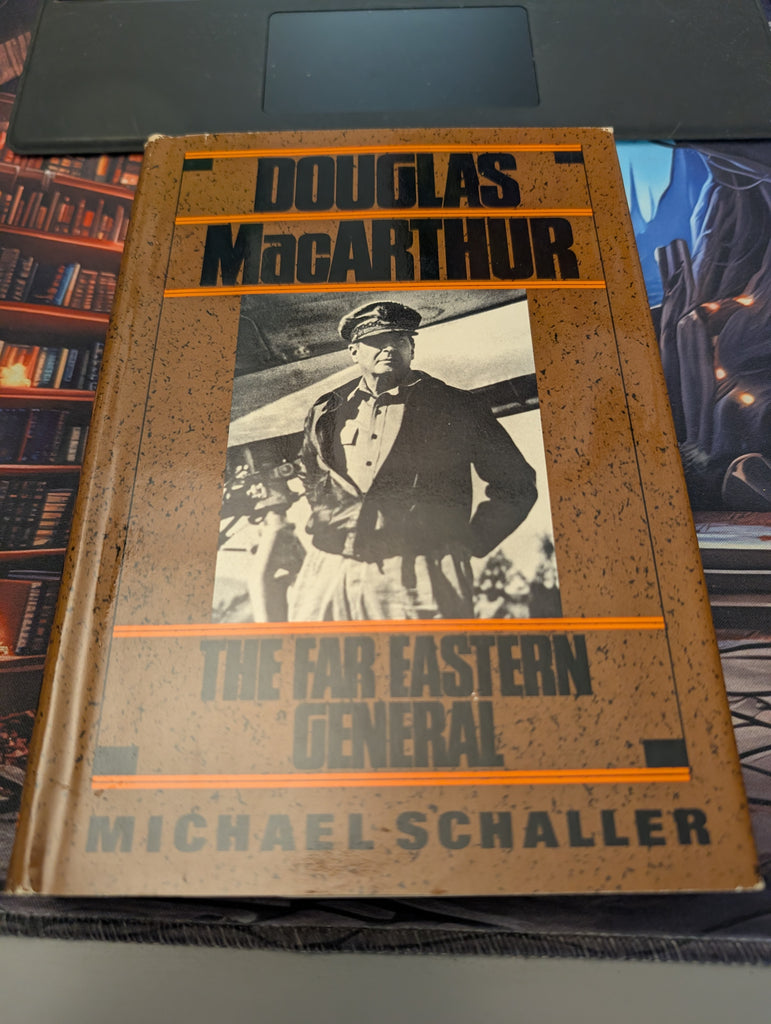 DOUGLAS
MacARTHUR
THE FAR EASTERN
GENERAL
MICHAEL SCHALLER